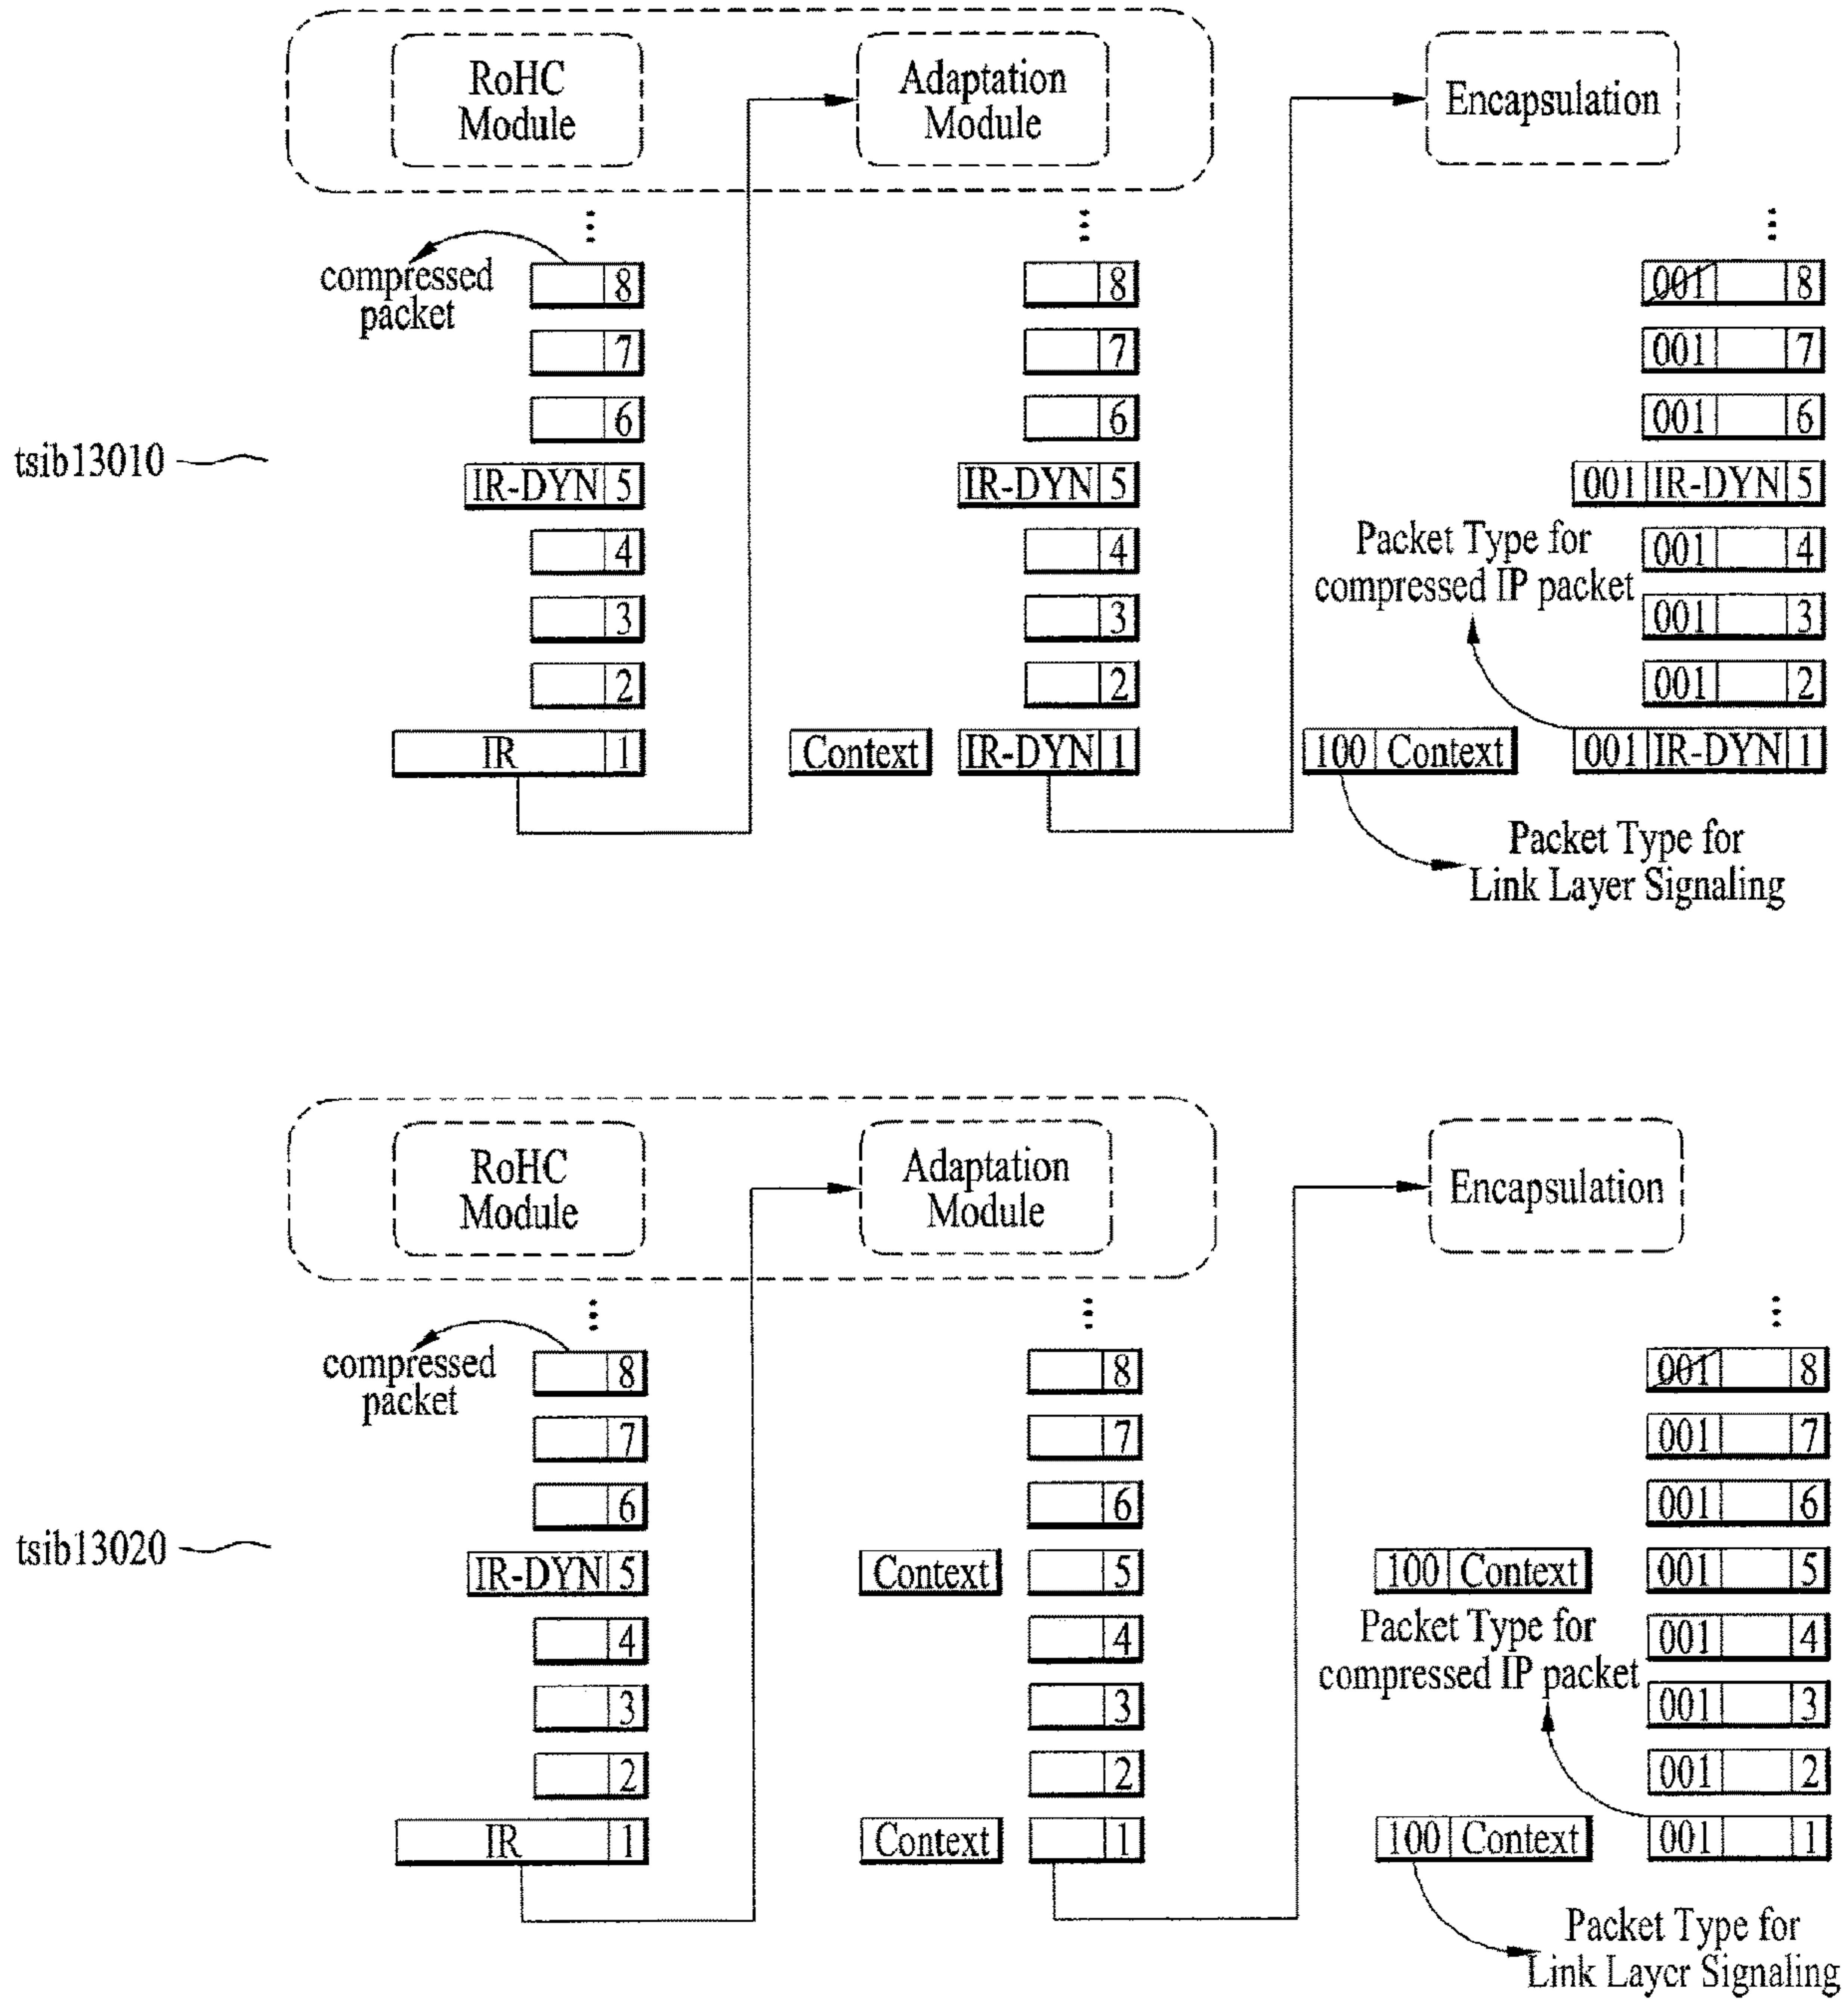 RoHC
Module
Adaptation
Module
Encapsulation
compressed
packet
8
8
001 8
7
7
001 7
6
6
001 6
tsib13010
IR-DYN 5
IR-DYN 5
001 IR-DYN 5
4
4
Packet Type for
compressed IP packet
001 4
3
3
001 3
2
2
001 2
IR 1
Context
IR-DYN 1
100 Context
001 IR-DYN 1
Packet Type for
Link Layer Signaling
RoHC
Module
Adaptation
Module
Encapsulation
compressed
packet
8
8
001 8
7
7
001 7
6
6
001 6
tsib13020
IR-DYN 5
Context
5
100 Context
001 5
4
4
Packet Type for
compressed IP packet
001 4
3
3
001 3
2
2
001 2
IR 1
Context
1
100 Context
001 1
Packet Type for
Link Layer Signaling